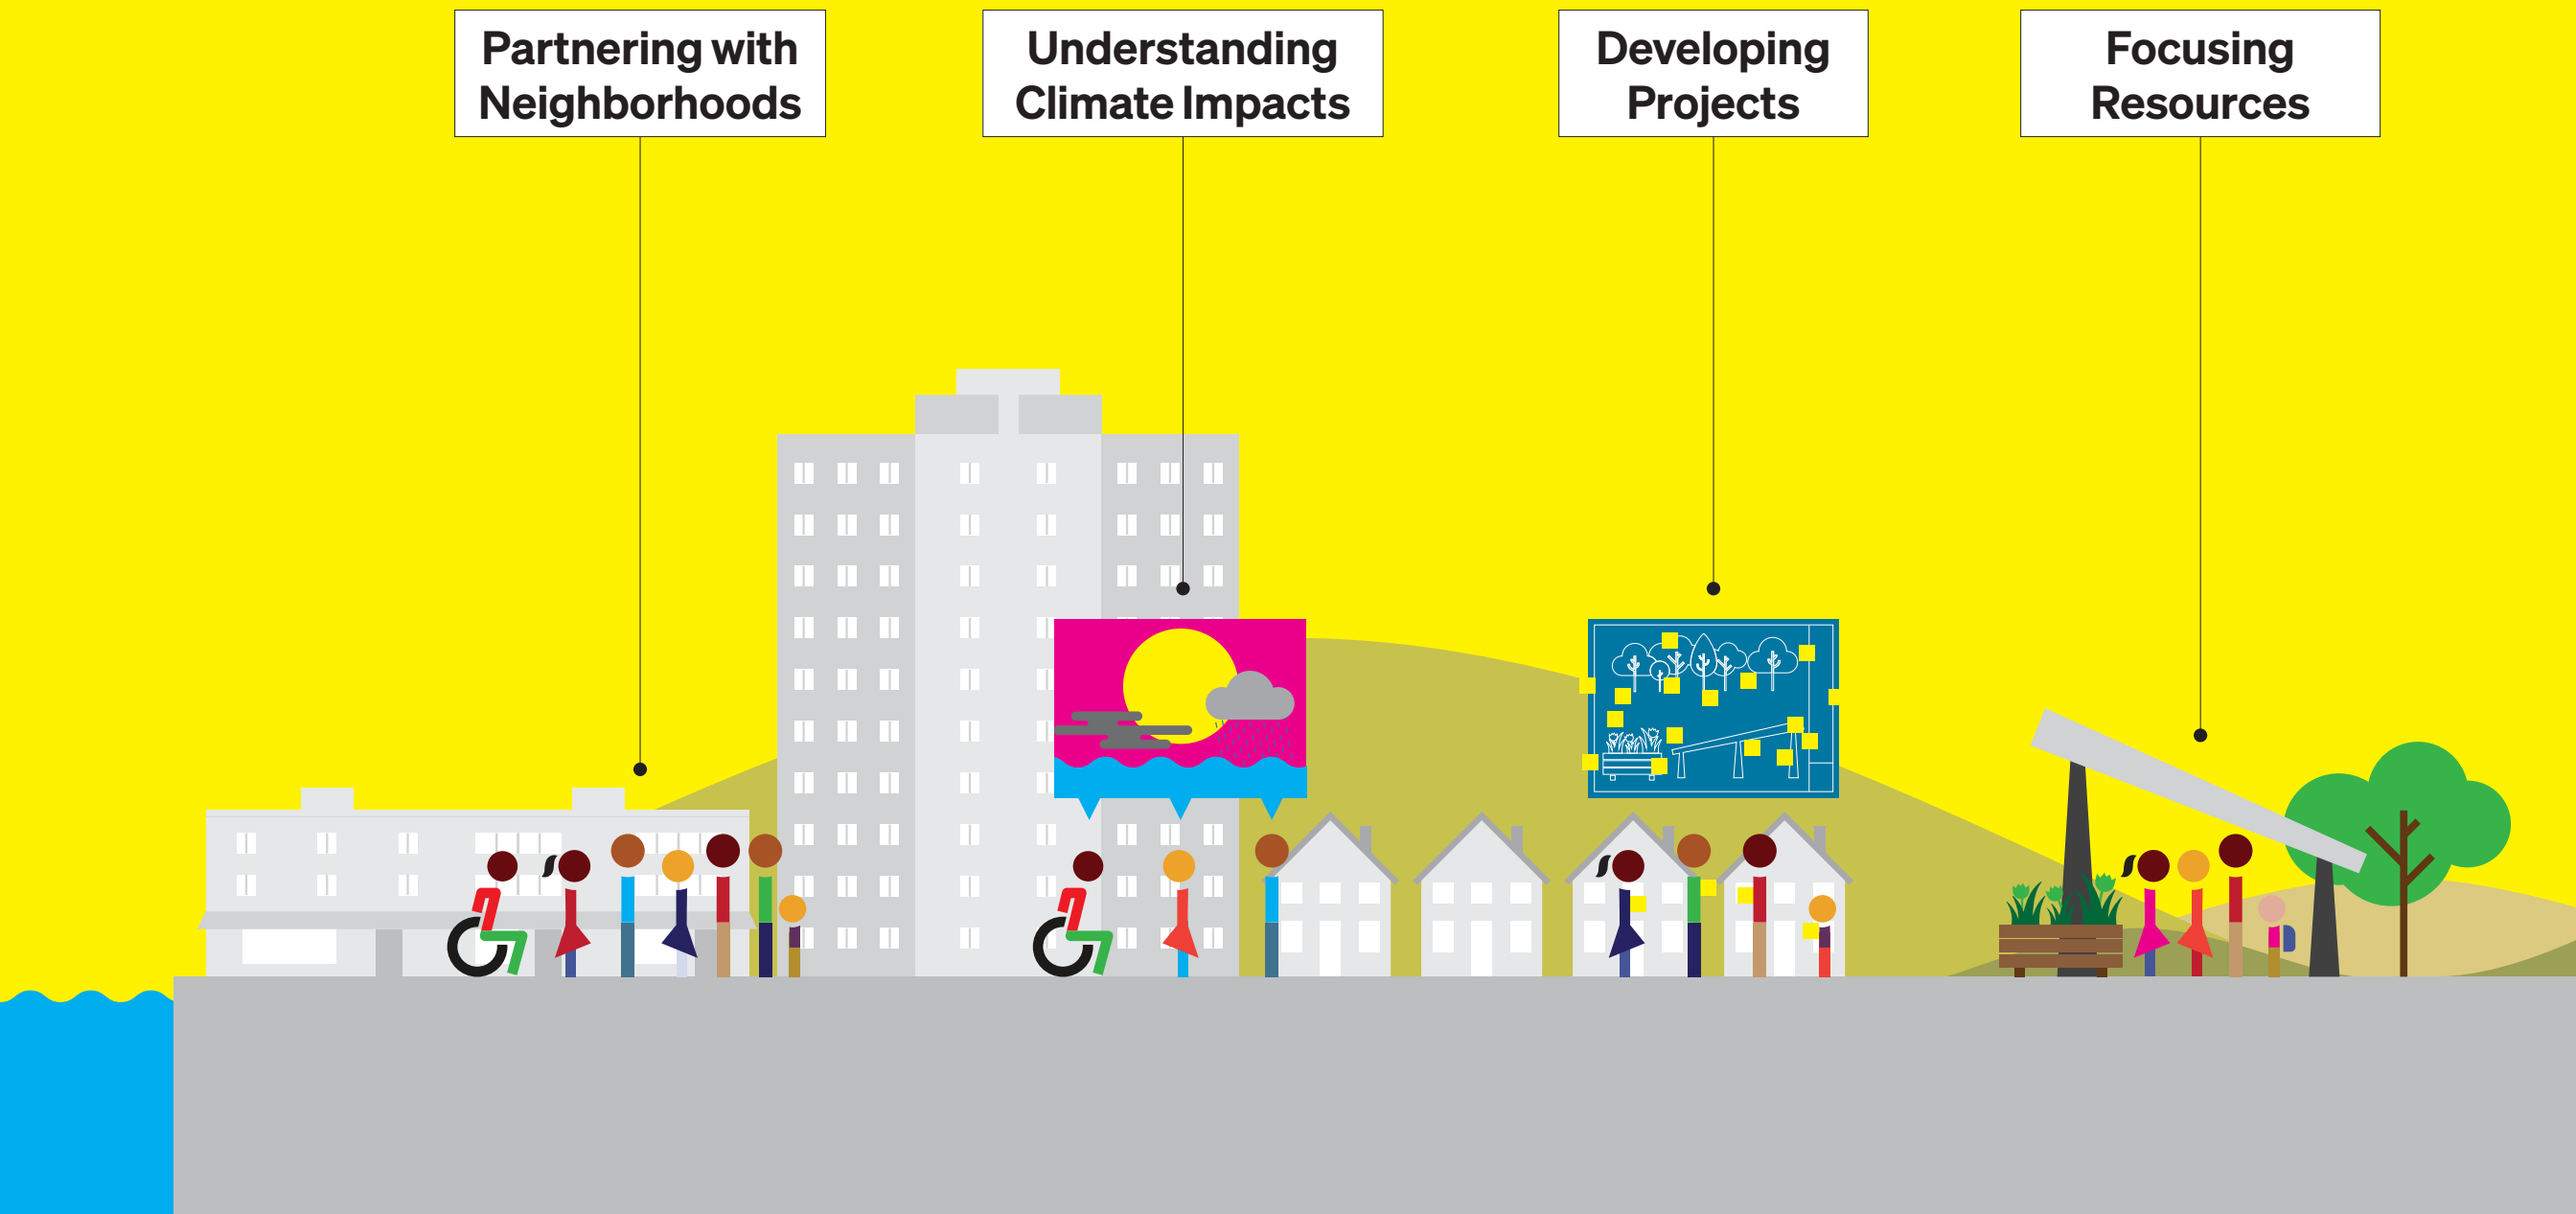 Partnering with
Neighborhoods
Understanding
Climate Impacts
Developing
Projects
Focusing
Resources